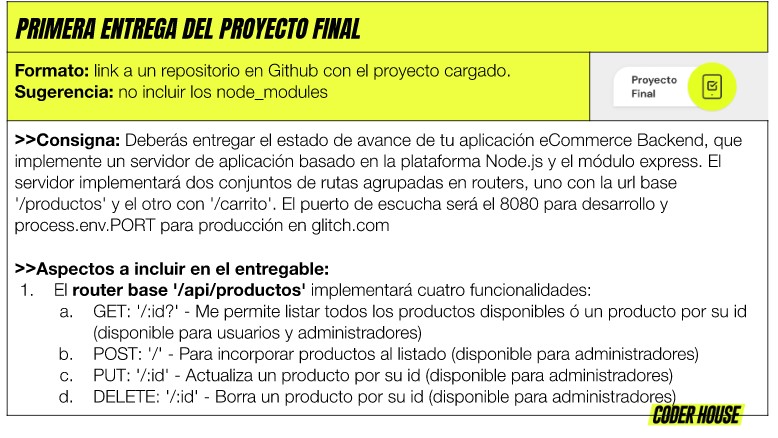 PRIMERA ENTREGA DEL PROYECTO FINAL
Formato: link a un repositorio en Github con el proyecto cargado.
Sugerencia: no incluir los node_modules
Proyecto
Final
>>Consigna: Deberás entregar el estado de avance de tu aplicación eCommerce Backend, que
implemente un servidor de aplicación basado en la plataforma Node.js y el módulo express. El
servidor implementará dos conjuntos de rutas agrupadas en routers, uno con la url base
'/productos' y el otro con '/carrito'. El puerto de escucha será el 8080 para desarrollo y
process.env.PORT para producción en glitch.com
>>Aspectos a incluir en el entregable:
1. El router base '/api/productos' implementará cuatro funcionalidades:
a. GET: '/:id?' - Me permite listar todos los productos disponibles ó un producto por su id
(disponible para usuarios y administradores)
b. POST: '/' - Para incorporar productos al listado (disponible para administradores)
c. PUT: '/:id' - Actualiza un producto por su id (disponible para administradores)
d. DELETE: '/:id' - Borra un producto por su id (disponible para administradores)
CODER HOUSE